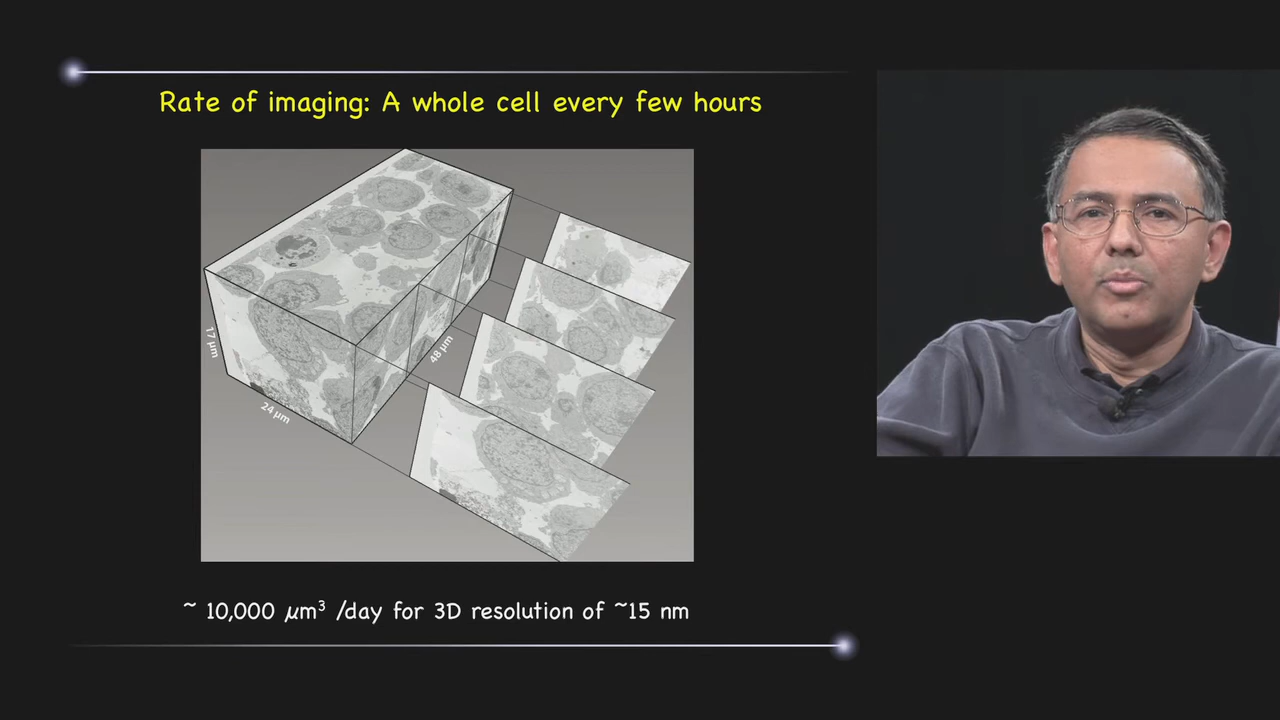 Rate of imaging: A whole cell every few hours
17 μm
24 μm
48 μm
~ 10,000 μm³ /day for 3D resolution of ~15 nm